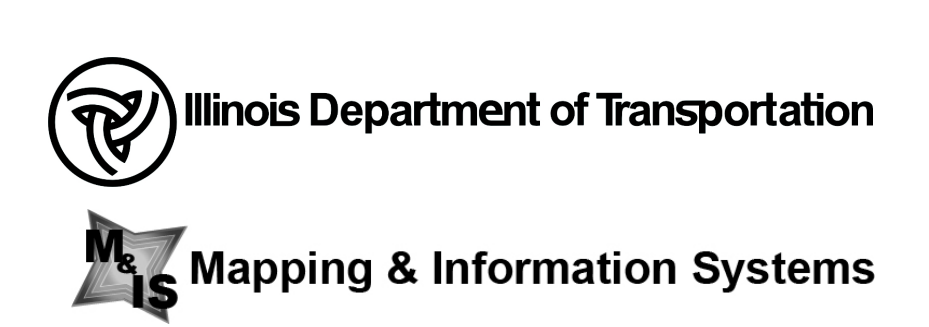 Illinois Department of Transportation
M
&
IS
Mapping & Information Systems